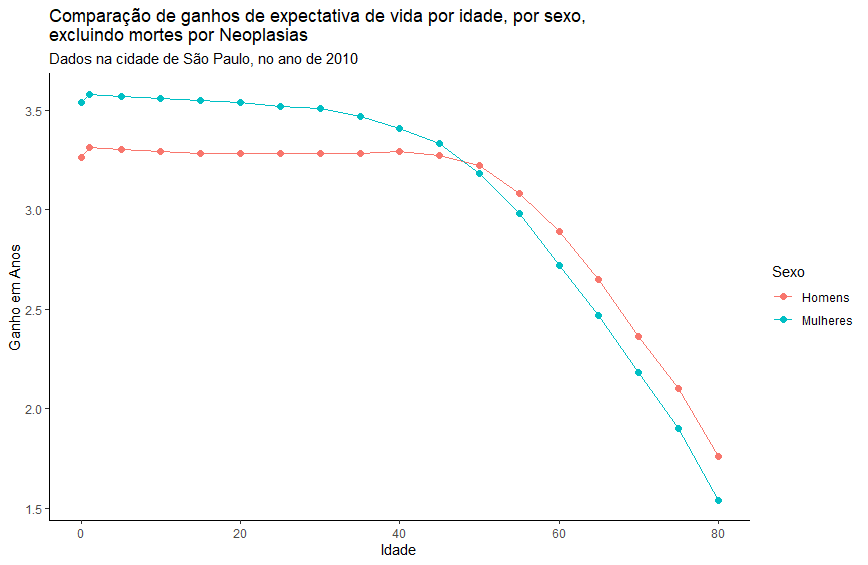 Comparação de ganhos de expectativa de vida por idade, por sexo,
excluindo mortes por Neoplasias
Dados na cidade de São Paulo, no ano de 2010
Ganho em Anos
3.5
3.0
2.5
2.0
1.5
0
20
40
60
80
Idade
Sexo
Homens
Mulheres